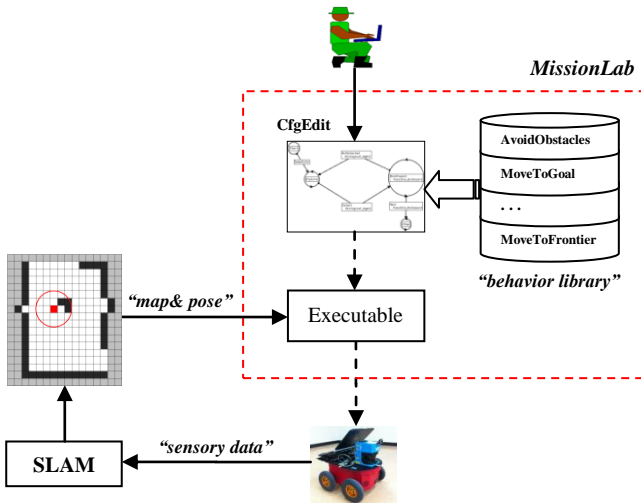 MissionLab
CfgEdit
AvoidObstacles
MoveToGoal
. . .
MoveToFrontier
“behavior library”
“map& pose”
Executable
“sensory data”
SLAM